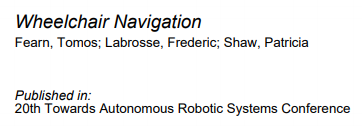 Wheelchair Navigation
Fearn, Tomos; Labrosse, Frederic; Shaw, Patricia
Published in:
20th Towards Autonomous Robotic Systems Conference